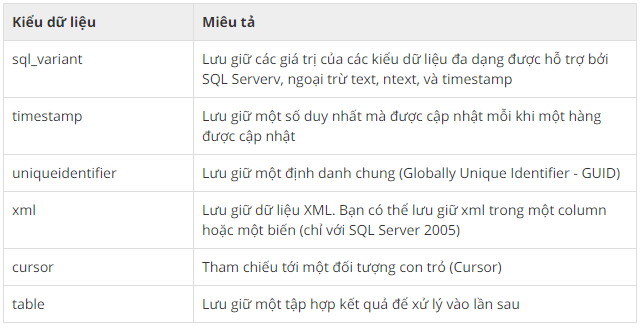 Kiểu dữ liệu
Miêu tả
sql_variant
Lưu giữ các giá trị của các kiểu dữ liệu đa dạng được hỗ trợ bởi
SQL Serverv, ngoại trừ text, ntext, và timestamp
timestamp
Lưu giữ một số duy nhất mà được cập nhật mỗi khi một hàng
được cập nhật
uniqueidentifier
Lưu giữ một định danh chung (Globally Unique Identifier - GUID)
xml
Lưu giữ dữ liệu XML. Bạn có thể lưu giữ xml trong một column
hoặc một biến (chỉ với SQL Server 2005)
cursor
Tham chiếu tới một đối tượng con trỏ (Cursor)
table
Lưu giữ một tập hợp kết quả để xử lý vào lần sau